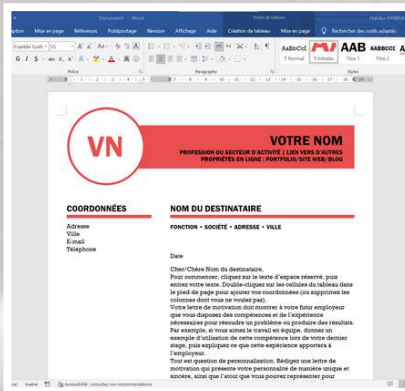 Document1 - Word
Outils de tableau
Mise en page Références Publipostage Révision Affichage Aide Création de tableau Mise en page Rechercher des outils adaptés
Franklin Goth
G I S
AaBbCcI AAB AABBCCC
1 Normal 1 Initiales Titre 1 Titre 2
Police Paragraphe Styles
VN
VOTRE NOM
PROFESSION OU SECTEUR D'ACTIVITÉ | LIEN VERS D'AUTRES
PROPRIÉTÉS EN LIGNE : PORTFOLIO/SITE WEB/BLOG
COORDONNÉES
Adresse
Ville
E-mail
Téléphone
NOM DU DESTINATAIRE
FONCTION • SOCIÉTÉ • ADRESSE • VILLE
Date
Cher/Chère Nom du destinataire,
Pour commencer, cliquez sur le texte d'espace réservé, puis
entrez votre texte. Double-cliquez sur les cellules du tableau dans
le pied de page pour ajouter vos coordonnées (ou supprimez les
colonnes dont vous ne voulez pas).
Votre lettre de motivation doit montrer à votre futur employeur
que vous disposez des compétences et de l'expérience
nécessaires pour résoudre un problème ou produire des résultats.
Par exemple, si vous aimez le travail en équipe, donnez un
exemple d'utilisation de cette compétence lors de votre dernier
stage, puis expliquez ce que cette expérience apportera à
l'employeur.
Tout est question de personnalisation. Rédigez une lettre de
motivation qui présente votre personnalité de manière unique et
sincère, ainsi que l'atout que vous pouvez représenter pour
Accessibilité : consultez nos recommandations